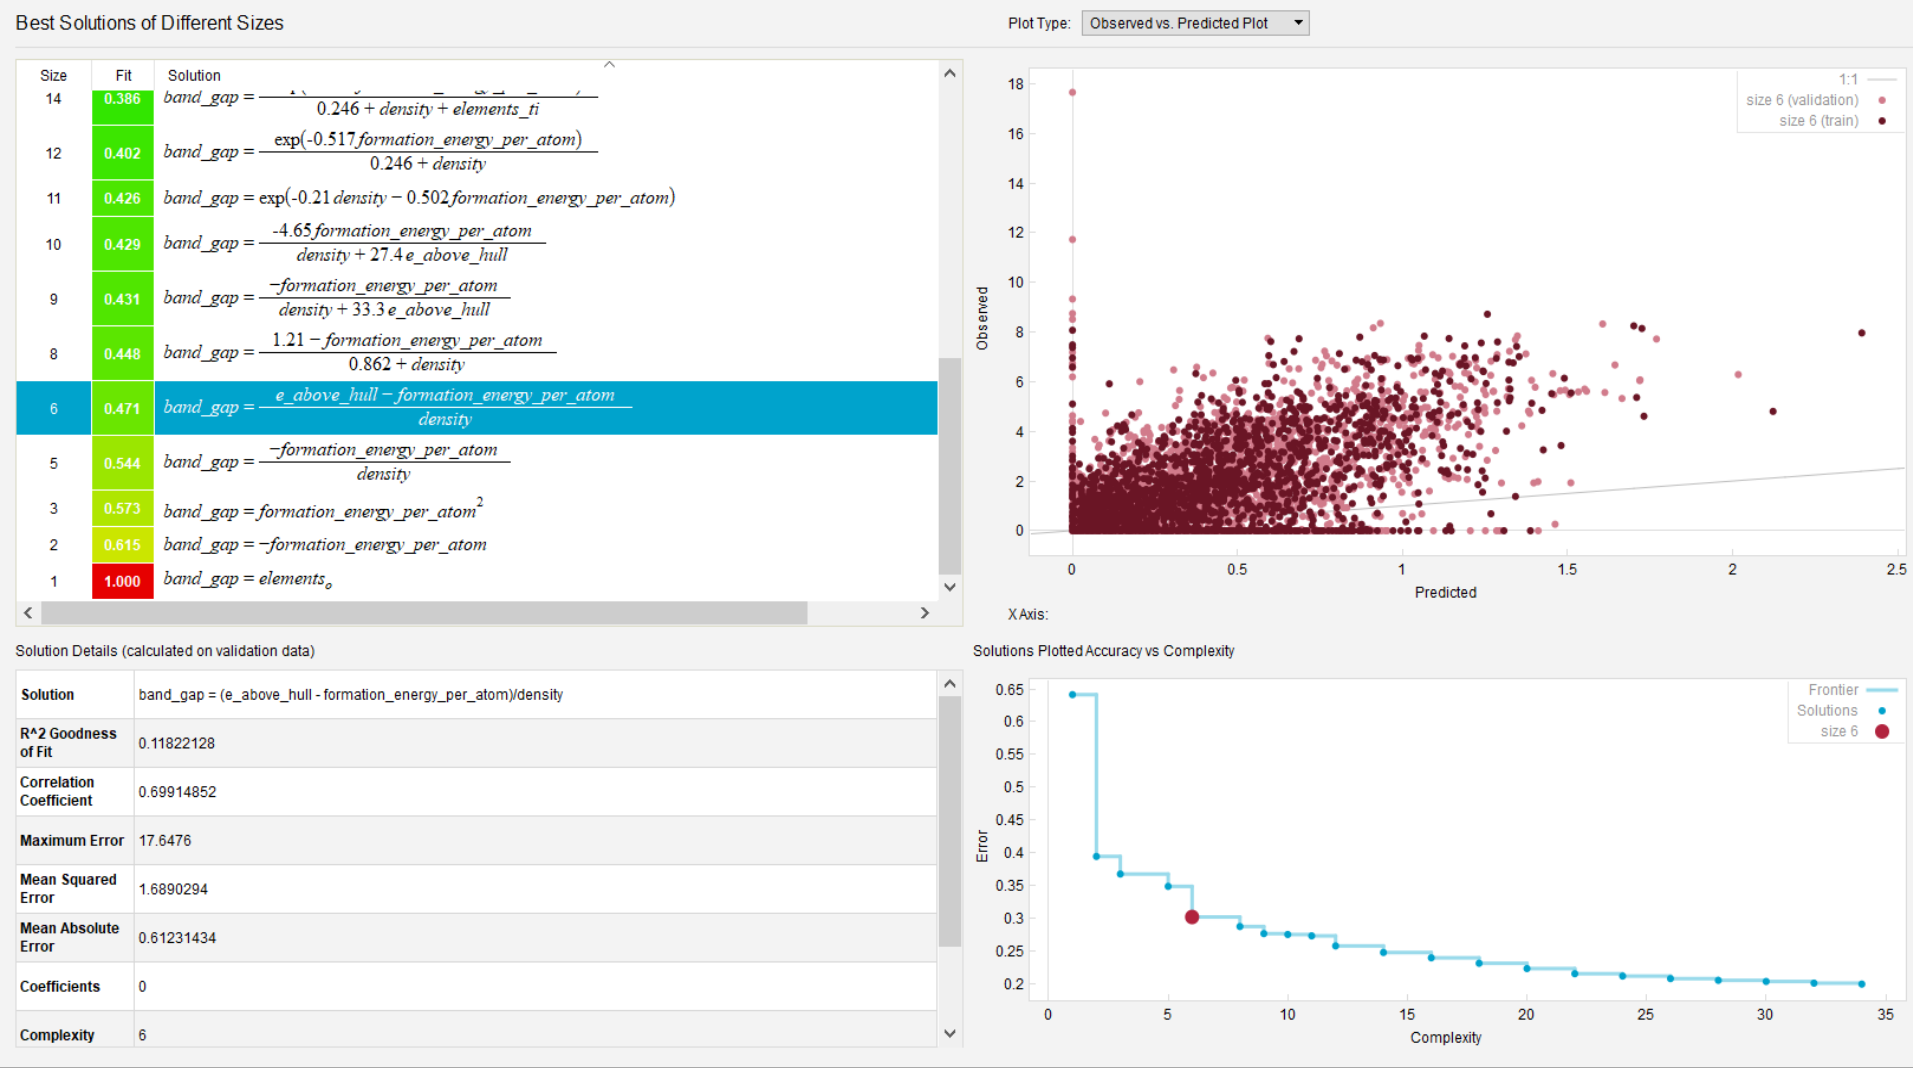 Best Solutions of Different Sizes
Plot Type: Observed vs. Predicted Plot
Size Fit Solution
14 0.386 band_gap = 
0.246 + density + elements_ti
12 0.402 band_gap = exp(-0.517 formation_energy_per_atom)
0.246 + density
11 0.426 band_gap = exp(-0.21 density − 0.502 formation_energy_per_atom)
10 0.429 band_gap = -4.65 formation_energy_per_atom
density + 27.4 e_above_hull
9 0.431 band_gap = −formation_energy_per_atom
density + 33.3 e_above_hull
8 0.448 band_gap = 1.21 − formation_energy_per_atom
0.862 + density
6 0.471 band_gap = e_above_hull − formation_energy_per_atom
density
5 0.544 band_gap = −formation_energy_per_atom
density
3 0.573 band_gap = formation_energy_per_atom²
2 0.615 band_gap = −formation_energy_per_atom
1 1.000 band_gap = elementsₒ
Solution Details (calculated on validation data)
Solution band_gap = (e_above_hull - formation_energy_per_atom)/density
R^2 Goodness
of Fit
0.11822128
Correlation
Coefficient
0.69914852
Maximum Error 17.6476
Mean Squared
Error
1.6890294
Mean Absolute
Error
0.61231434
Coefficients 0
Complexity 6
1:1
size 6 (validation)
size 6 (train)
Observed
18
16
14
12
10
8
6
4
2
0
0 0.5 1 1.5 2 2.5
Predicted
X Axis:
Solutions Plotted Accuracy vs Complexity
Frontier
Solutions
size 6
Error
0.65
0.6
0.55
0.5
0.45
0.4
0.35
0.3
0.25
0.2
0 5 10 15 20 25 30 35
Complexity